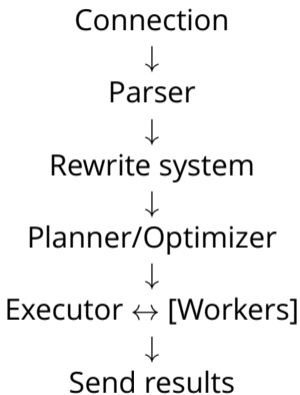 Connection
↓
Parser
↓
Rewrite system
↓
Planner/Optimizer
↓
Executor ↔ [Workers]
↓
Send results